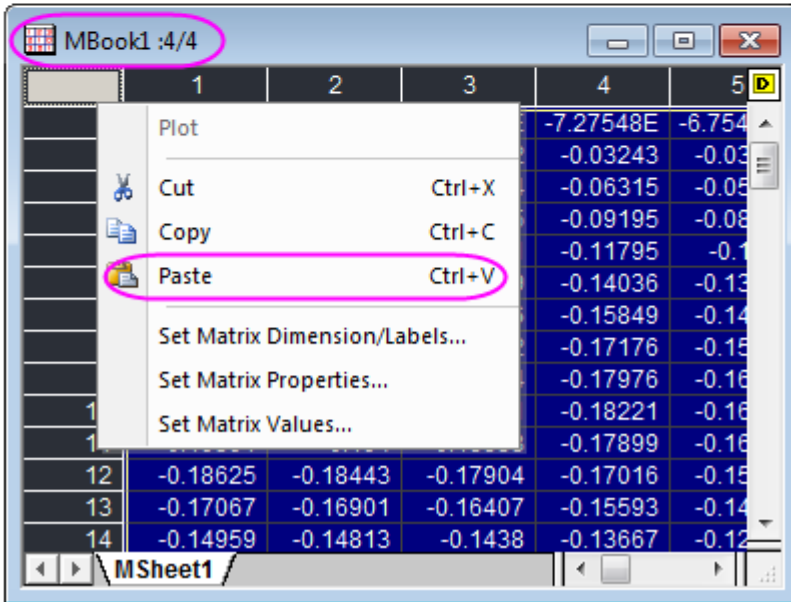 MBook1 :4/4
1 2 3 4 5 D
Plot -7.27548E -6.754
-0.03243 -0.03
Cut Ctrl+X -0.06315 -0.05
Copy Ctrl+C -0.09195 -0.08
-0.11795 -0.1
Paste Ctrl+V -0.14036 -0.13
-0.15849 -0.14
Set Matrix Dimension/Labels... -0.17176 -0.15
Set Matrix Properties... -0.17976 -0.16
-0.18221 -0.16
Set Matrix Values... -0.17899 -0.16
12 -0.18625 -0.18443 -0.17904 -0.17016 -0.15
13 -0.17067 -0.16901 -0.16407 -0.15593 -0.14
14 -0.14959 -0.14813 -0.1438 -0.13667 -0.12
MSheet1